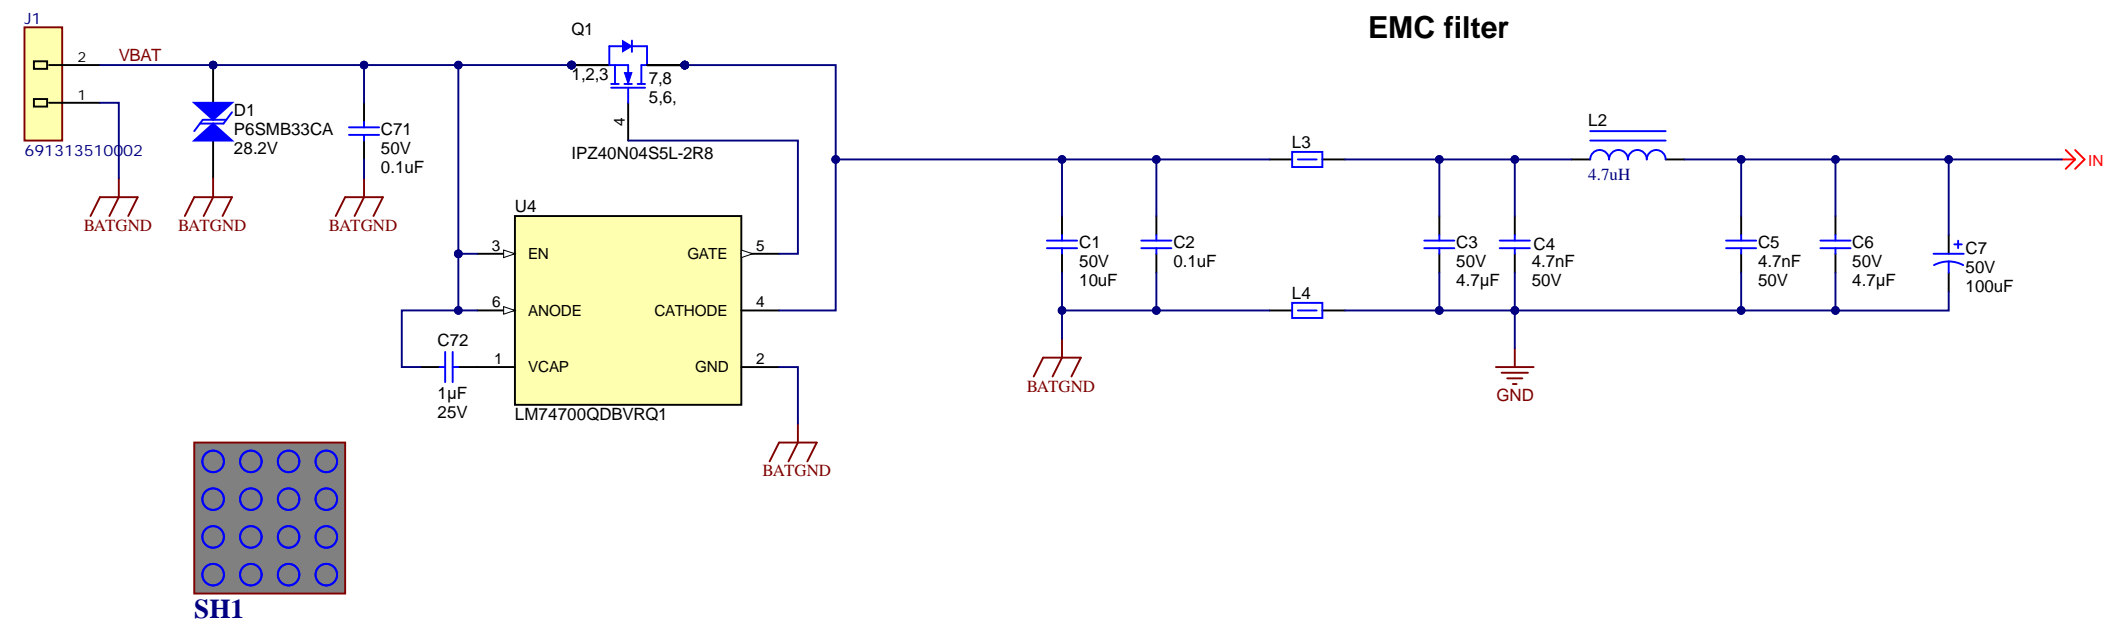 EMC filter
J1
2
VBAT
1
691313510002
D1
P6SMB33CA
28.2V
BATGND
BATGND
C71
50V
0.1uF
BATGND
Q1
1,2,3
7,8
5,6,
4
IPZ40N04S5L-2R8
U4
3
EN
GATE
5
6
ANODE
CATHODE
4
1
VCAP
GND
2
LM74700QDBVRQ1
C72
1µF
25V
BATGND
C1
50V
10uF
C2
0.1uF
BATGND
L3
L4
C3
50V
4.7µF
C4
4.7nF
50V
GND
L2
4.7uH
C5
4.7nF
50V
C6
50V
4.7µF
+
C7
50V
100uF
IN
SH1